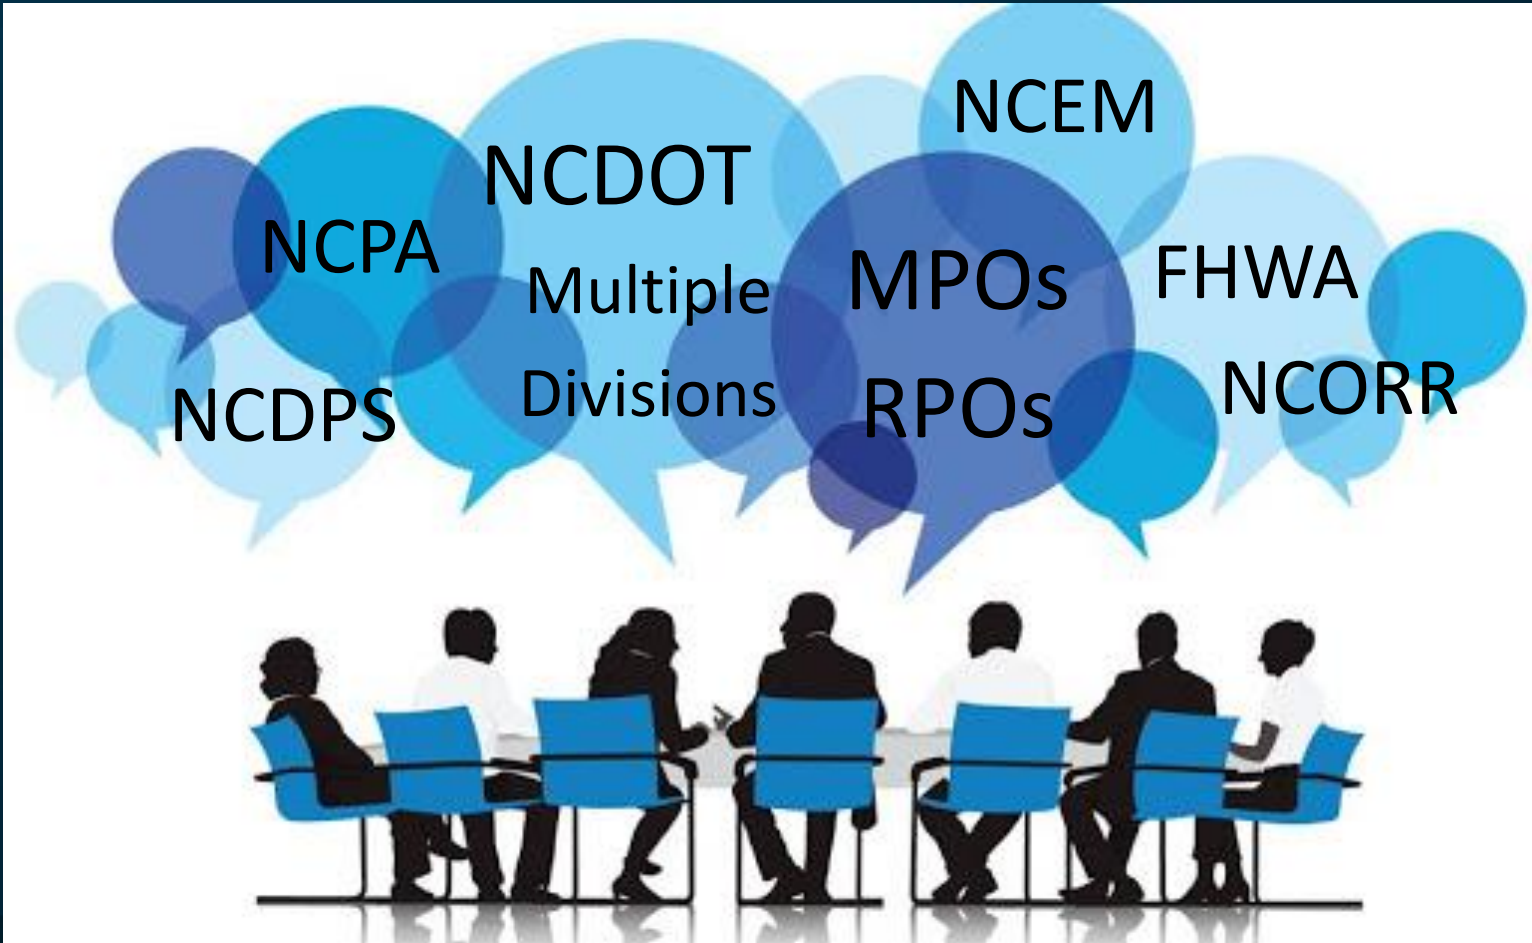 NCEM
NCDOT
NCPA
Multiple
Divisions
MPOs
RPOs
FHWA
NCDPS
NCORR